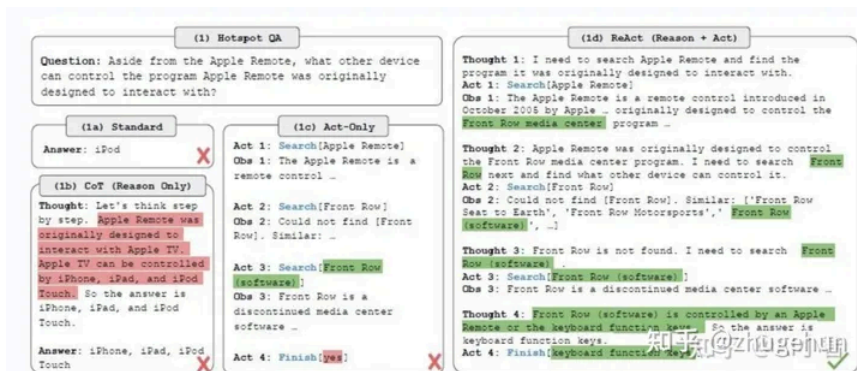 (1) Hotspot QA
Question: Aside from the Apple Remote, what other device
can control the program Apple Remote was originally
designed to interact with?
(1a) Standard
Answer: iPod
(1b) CoT (Reason Only)
Thought: Let's think step
by step. Apple Remote was
originally designed to
interact with Apple TV.
Apple TV can be controlled
by iPhone, iPad, and iPod
Touch. So the answer is
iPhone, iPad, and iPod
Touch.
Answer: iPhone, iPad, iPod
Touch
(1c) Act-Only
Act 1: Search[Apple Remote]
Obs 1: The Apple Remote is a
remote control …
Act 2: Search[Front Row]
Obs 2: Could not find [Front
Row]. Similar: …
Act 3: Search[Front Row
(software)]
Obs 3: Front Row is a
discontinued media center
software …
Act 4: Finish[yes]
(1d) ReAct (Reason + Act)
Thought 1: I need to search Apple Remote and find the
program it was originally designed to interact with.
Act 1: Search[Apple Remote]
Obs 1: The Apple Remote is a remote control introduced in
October 2005 by Apple … originally designed to control the
Front Row media center program …
Thought 2: Apple Remote was originally designed to control
the Front Row media center program. I need to search Front
Row next and find what other device can control it.
Act 2: Search[Front Row]
Obs 2: Could not find [Front Row]. Similar: ['Front Row
Seat to Earth', 'Front Row Motorsports', 'Front Row
(software)', …]
Thought 3: Front Row is not found. I need to search Front
Row (software) .
Act 3: Search[Front Row (software)]
Obs 3: Front Row is a discontinued media center software …
Thought 4: Front Row (software) is controlled by an Apple
Remote or the keyboard function keys. So the answer is
keyboard function keys.
Act 4: Finish[keyboard function keys]
知乎 @zhugehun